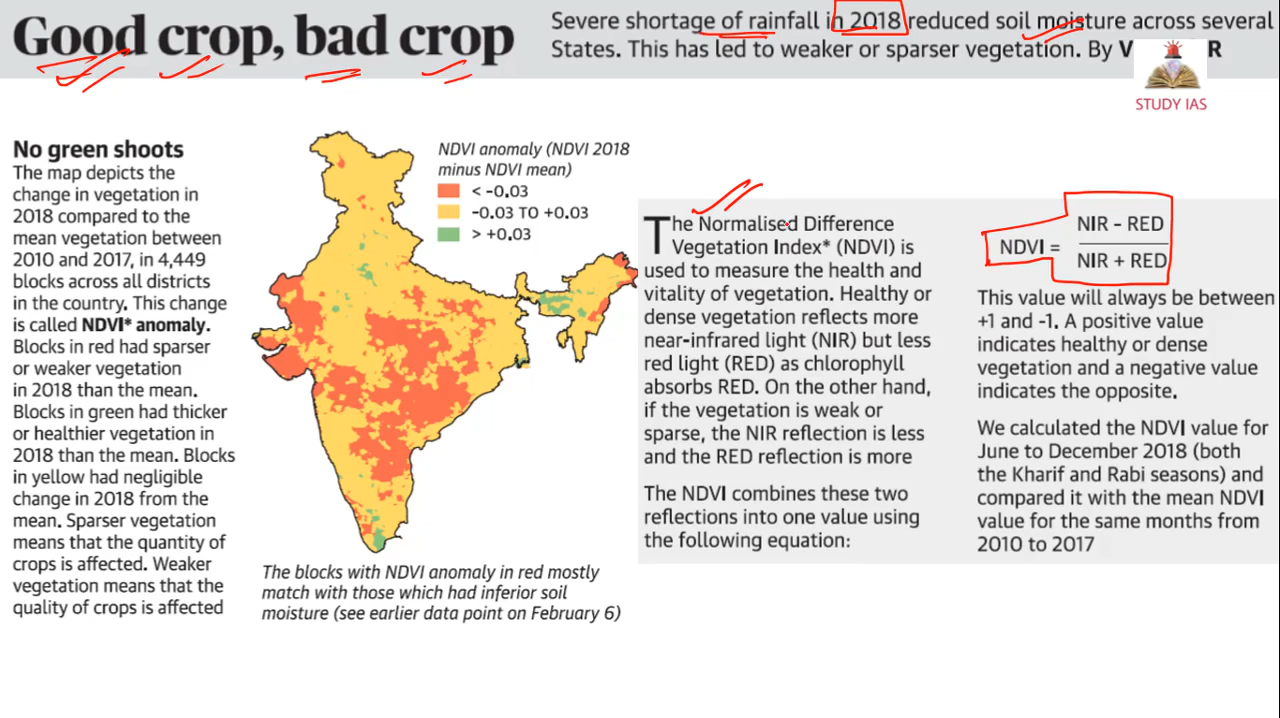 Good crop, bad crop
Severe shortage of rainfall in 2018 reduced soil moisture across several
States. This has led to weaker or sparser vegetation. By
STUDY IAS
No green shoots
The map depicts the
change in vegetation in
2018 compared to the
mean vegetation between
2010 and 2017, in 4,449
blocks across all districts
in the country. This change
is called NDVI* anomaly.
Blocks in red had sparser
or weaker vegetation
in 2018 than the mean.
Blocks in green had thicker
or healthier vegetation in
2018 than the mean. Blocks
in yellow had negligible
change in 2018 from the
mean. Sparser vegetation
means that the quantity of
crops is affected. Weaker
vegetation means that the
quality of crops is affected
NDVI anomaly (NDVI 2018
minus NDVI mean)
< -0.03
-0.03 TO +0.03
> +0.03
The blocks with NDVI anomaly in red mostly
match with those which had inferior soil
moisture (see earlier data point on February 6)
The Normalised Difference
Vegetation Index* (NDVI) is
used to measure the health and
vitality of vegetation. Healthy or
dense vegetation reflects more
near-infrared light (NIR) but less
red light (RED) as chlorophyll
absorbs RED. On the other hand,
if the vegetation is weak or
sparse, the NIR reflection is less
and the RED reflection is more
The NDVI combines these two
reflections into one value using
the following equation:
NIR - RED
NDVI =
NIR + RED
This value will always be between
+1 and -1. A positive value
indicates healthy or dense
vegetation and a negative value
indicates the opposite.
We calculated the NDVI value for
June to December 2018 (both
the Kharif and Rabi seasons) and
compared it with the mean NDVI
value for the same months from
2010 to 2017